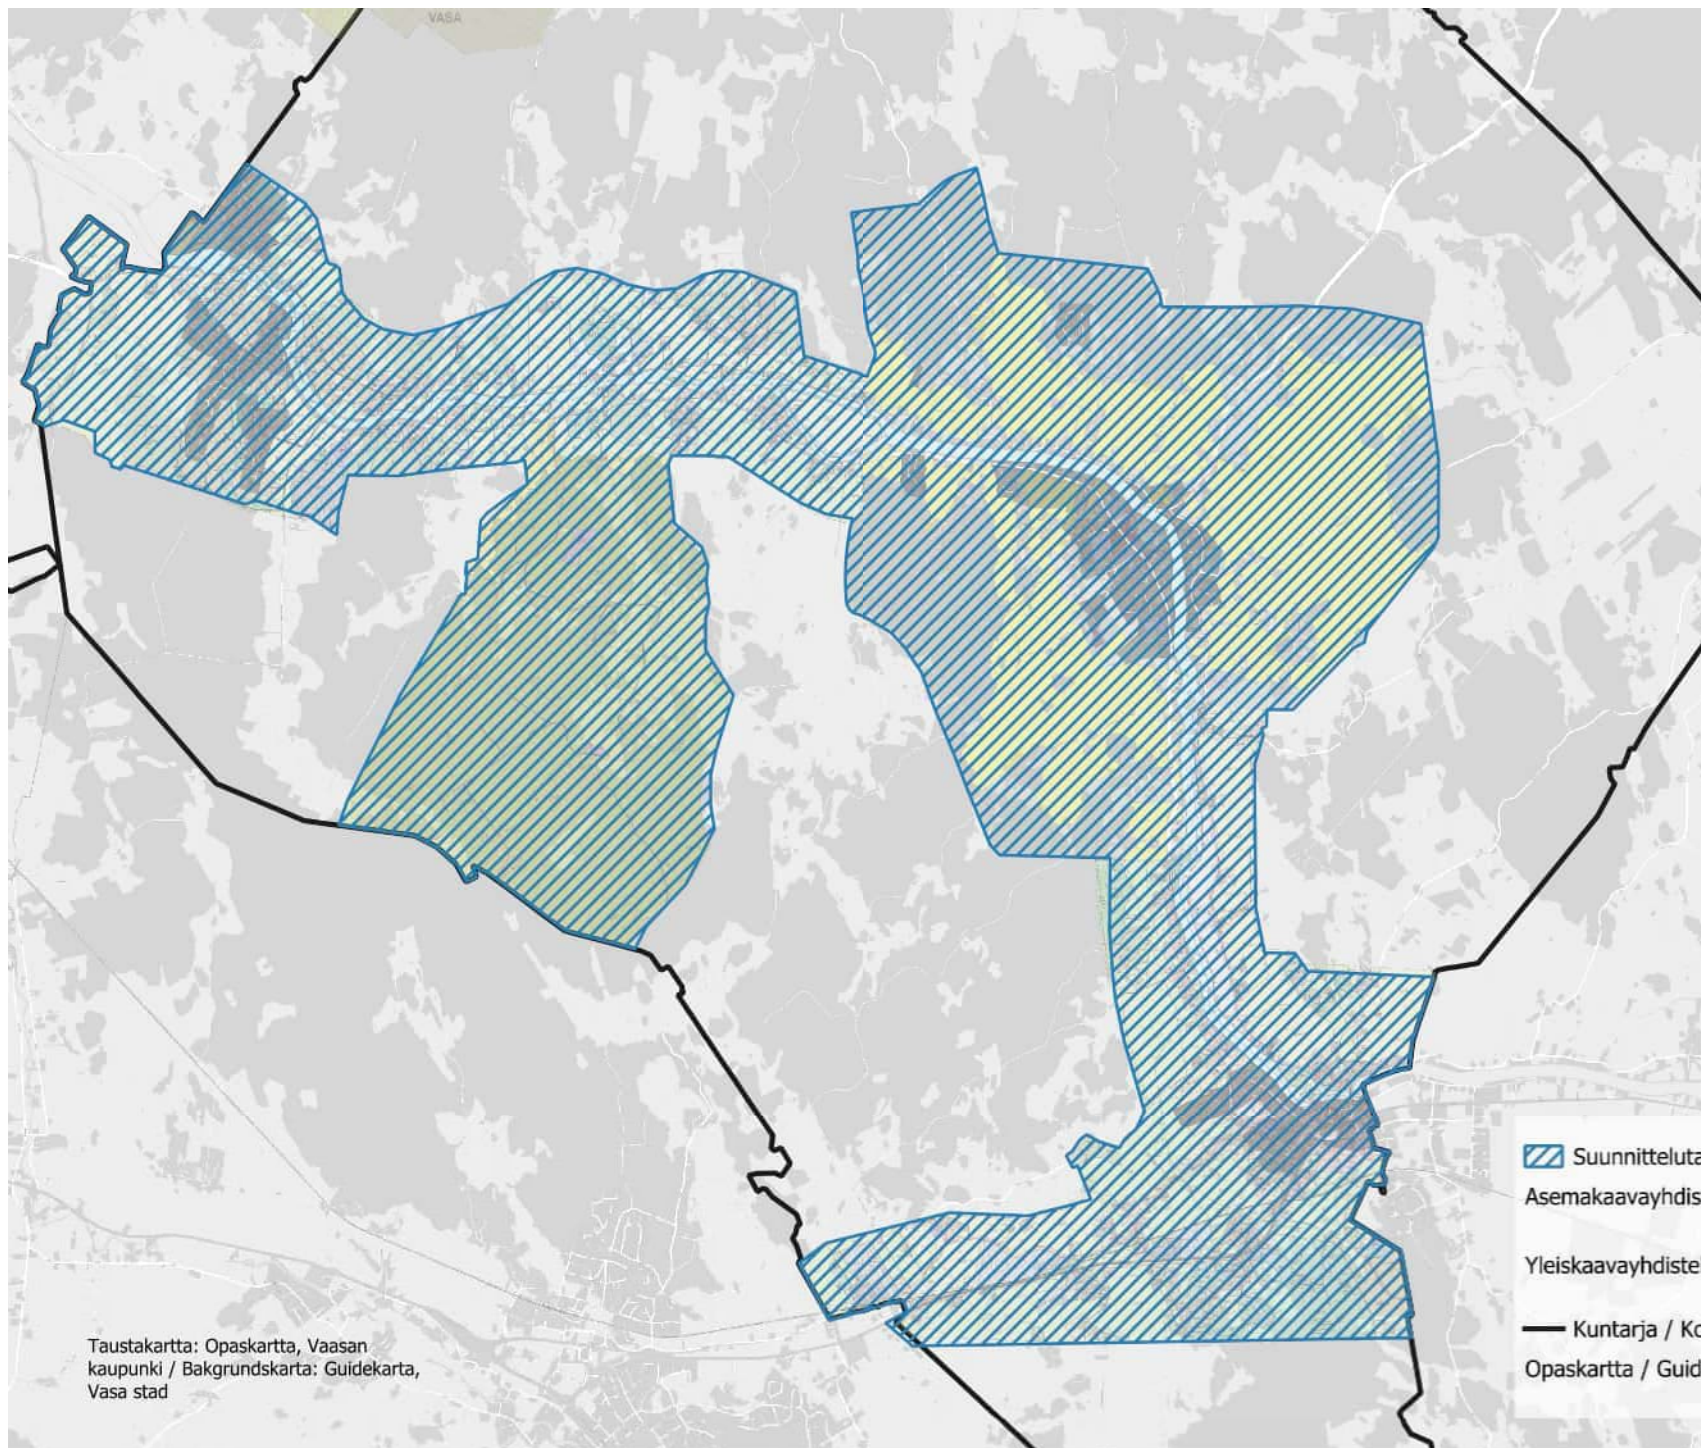 VASA
Suunnitteluta
Asemakaavayhdis
Yleiskaavayhdiste
Kuntarja / Ko
Opaskartta / Guid
Taustakartta: Opaskartta, Vaasan
kaupunki / Bakgrundskarta: Guidekarta,
Vasa stad